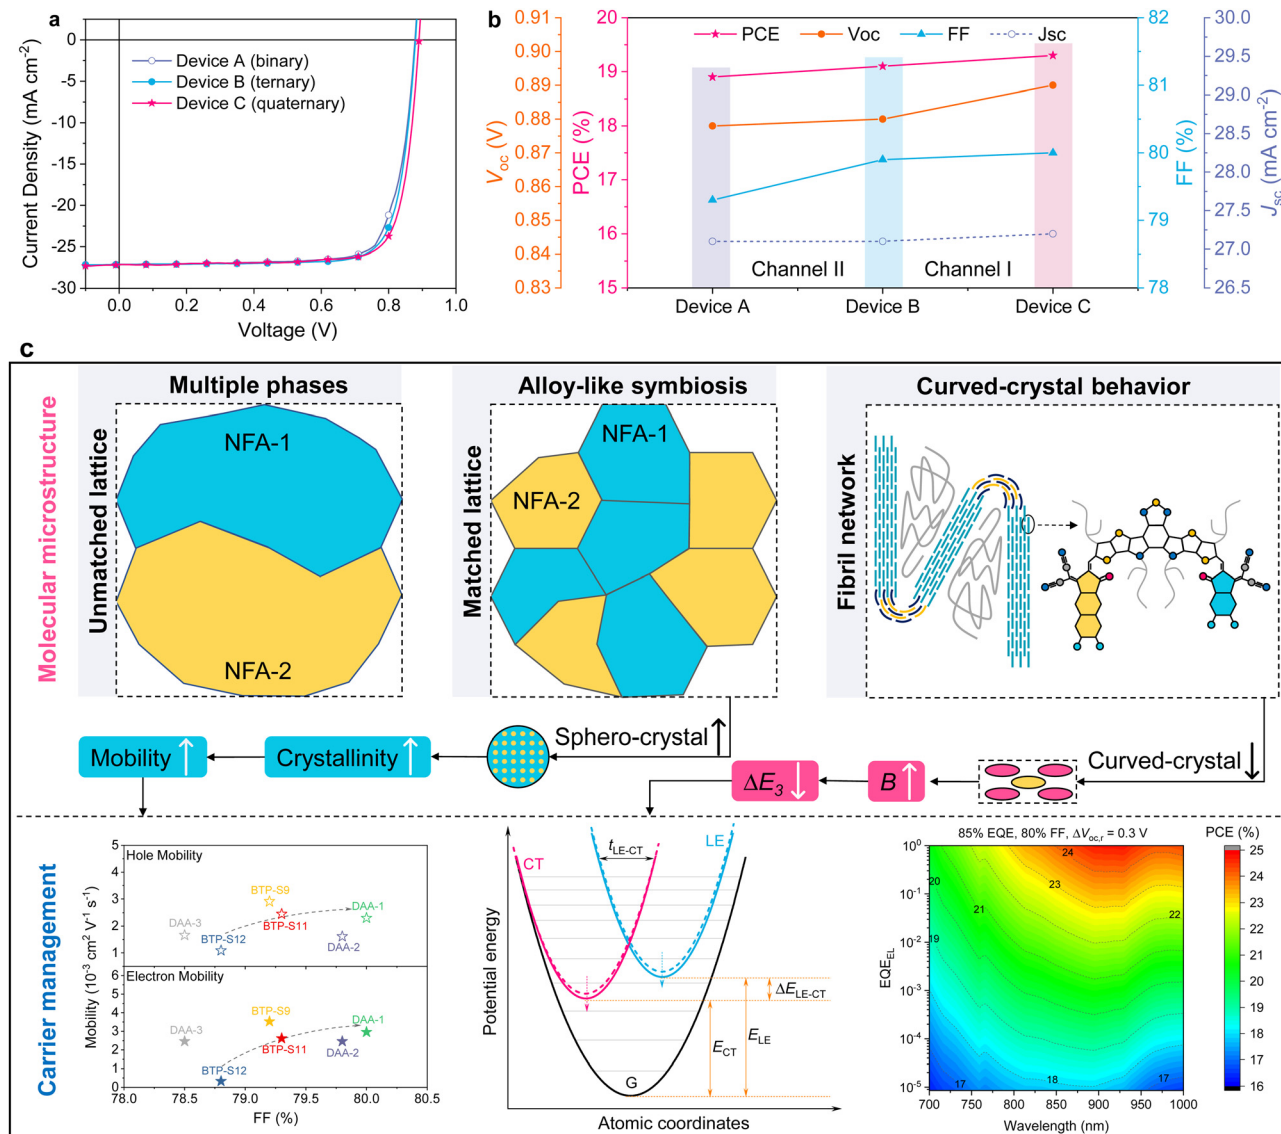 a
Current Density (mA cm-2)
0
-5
-10
-15
-20
-25
-30
Device A (binary)
Device B (ternary)
Device C (quaternary)
0.0
0.2
0.4
0.6
0.8
1.0
Voltage (V)
b
Voc (V)
0.91
0.90
0.89
0.88
0.87
0.86
0.85
0.84
0.83
PCE (%)
20
19
18
17
16
15
PCE
Voc
FF
Jsc
Channel II
Channel I
Device A
Device B
Device C
FF (%)
82
81
80
79
78
Jsc (mA cm-2)
30.0
29.5
29.0
28.5
28.0
27.5
27.0
26.5
c
Molecular microstructure
Multiple phases
Unmatched lattice
NFA-1
NFA-2
Alloy-like symbiosis
Matched lattice
NFA-1
NFA-2
Curved-crystal behavior
Fibril network
Mobility
Crystallinity
Sphero-crystal
ΔE3
B
Curved-crystal
Carrier management
Mobility (10-3 cm2 V-1 s-1)
5
4
3
2
1
Hole Mobility
DAA-3
BTP-S12
BTP-S9
BTP-S11
DAA-1
DAA-2
6
5
4
3
2
1
0
Electron Mobility
DAA-3
BTP-S12
BTP-S9
BTP-S11
DAA-1
DAA-2
78.0
78.5
79.0
79.5
80.0
80.5
FF (%)
Potential energy
CT
tLE-CT
LE
ΔELE-CT
ECT
ELE
G
Atomic coordinates
85% EQE, 80% FF, ΔVoc,r = 0.3 V
EQEEL
100
10-1
10-2
10-3
10-4
10-5
20
19
21
24
23
22
17
18
17
700
750
800
850
900
950
1000
Wavelength (nm)
PCE (%)
25
24
23
22
21
20
19
18
17
16